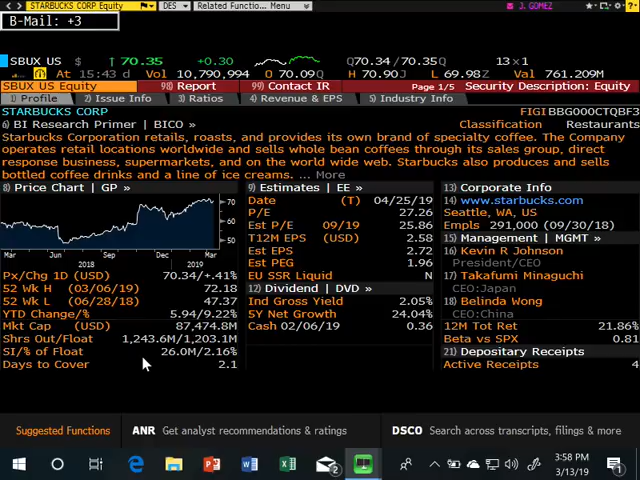 STARBUCKS CORP Equity DES Related Functions Menu J. GOMEZ
B-Mail: +3
SBUX US $ ↑ 70.35 +0.30 Q70.34 / 70.35Q 13×1
At 15:43 d Vol 10,790,994 O 70.09Q H 70.90J L 69.98Z Val 761.209M
SBUX US Equity 98) Report 99) Contact IR Page 1/5 Security Description: Equity
1) Profile 2) Issue Info 3) Ratios 4) Revenue & EPS 5) Industry Info
STARBUCKS CORP FIGI BBG000CTQBF3
6) BI Research Primer | BICO » Classification Restaurants
Starbucks Corporation retails, roasts, and provides its own brand of specialty coffee. The Company
operates retail locations worldwide and sells whole bean coffees through its sales group, direct
response business, supermarkets, and on the world wide web. Starbucks also produces and sells
bottled coffee drinks and a line of ice creams. ... More
8) Price Chart | GP » 9) Estimates | EE » 13) Corporate Info
70
60
50
Mar Jun Sep Dec Mar
2018 2019
Date (T) 04/25/19
P/E 27.26
Est P/E 09/19 25.86
T12M EPS (USD) 2.58
Est EPS 2.72
Est PEG 1.96
14) www.starbucks.com
Seattle, WA, US
Empls 291,000 (09/30/18)
15) Management | MGMT »
16) Kevin R Johnson
President/CEO
Px/Chg 1D (USD) 70.34/+.41% EU SSR Liquid N 17) Takafumi Minaguchi
52 Wk H (03/06/19) 72.18 12) Dividend | DVD » CEO:Japan
52 Wk L (06/28/18) 47.37 Ind Gross Yield 2.05% 18) Belinda Wong
YTD Change/% 5.94/9.22% 5Y Net Growth 24.04% CEO:China
Mkt Cap (USD) 87,474.8M Cash 02/06/19 0.36 12M Tot Ret 21.86%
Shrs Out/Float 1,243.6M/1,203.1M Beta vs SPX 0.81
SI/% of Float 26.0M/2.16% 21) Depositary Receipts
Days to Cover 2.1 Active Receipts 4
Suggested Functions ANR Get analyst recommendations & ratings DSCO Search across transcripts, filings & more
2 3:58 PM
3/13/19 1